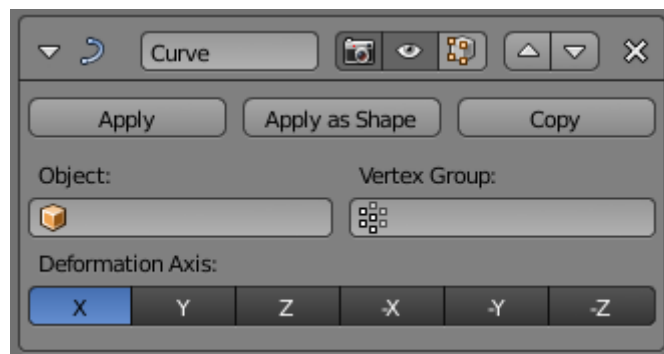 Curve
Apply Apply as Shape Copy
Object: Vertex Group:
Deformation Axis:
X Y Z -X -Y -Z